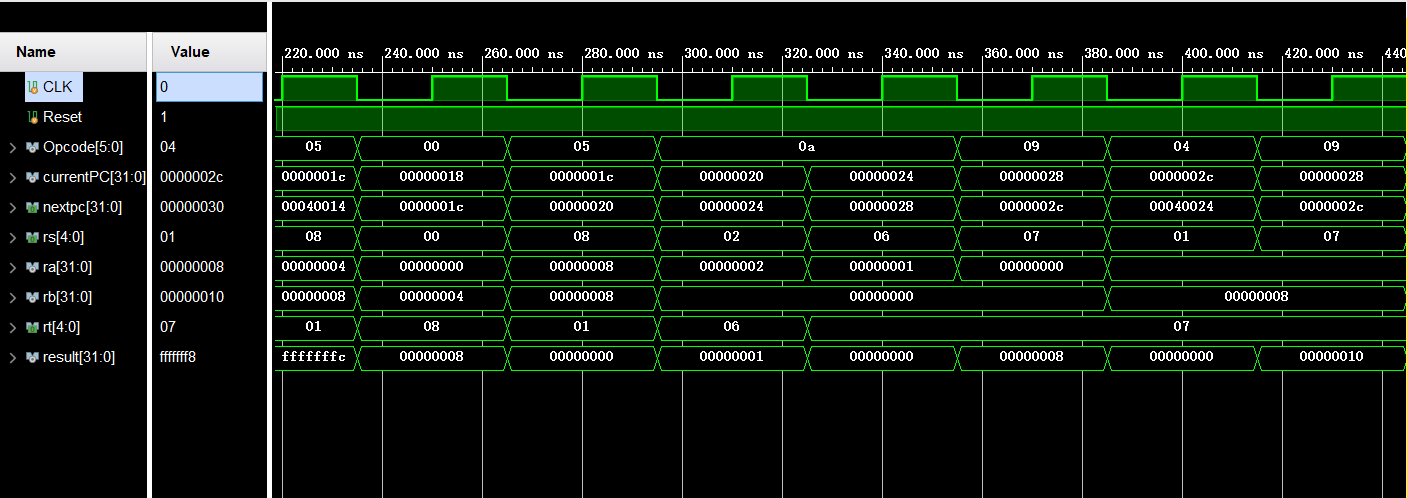 Name Value 220.000 ns 240.000 ns 260.000 ns 280.000 ns 300.000 ns 320.000 ns 340.000 ns 360.000 ns 380.000 ns 400.000 ns 420.000 ns 440
CLK 0
Reset 1
Opcode[5:0] 04 05 00 05 0a 09 04 09
currentPC[31:0] 0000002c 0000001c 00000018 0000001c 00000020 00000024 00000028 0000002c 00000028
nextpc[31:0] 00000030 00040014 0000001c 00000020 00000024 00000028 0000002c 00040024 0000002c
rs[4:0] 01 08 00 08 02 06 07 01 07
ra[31:0] 00000008 00000004 00000000 00000008 00000002 00000001 00000000
rb[31:0] 00000010 00000008 00000004 00000008 00000000 00000008
rt[4:0] 07 01 08 01 06 07
result[31:0] fffffff8 fffffffc 00000008 00000000 00000001 00000000 00000008 00000000 00000010